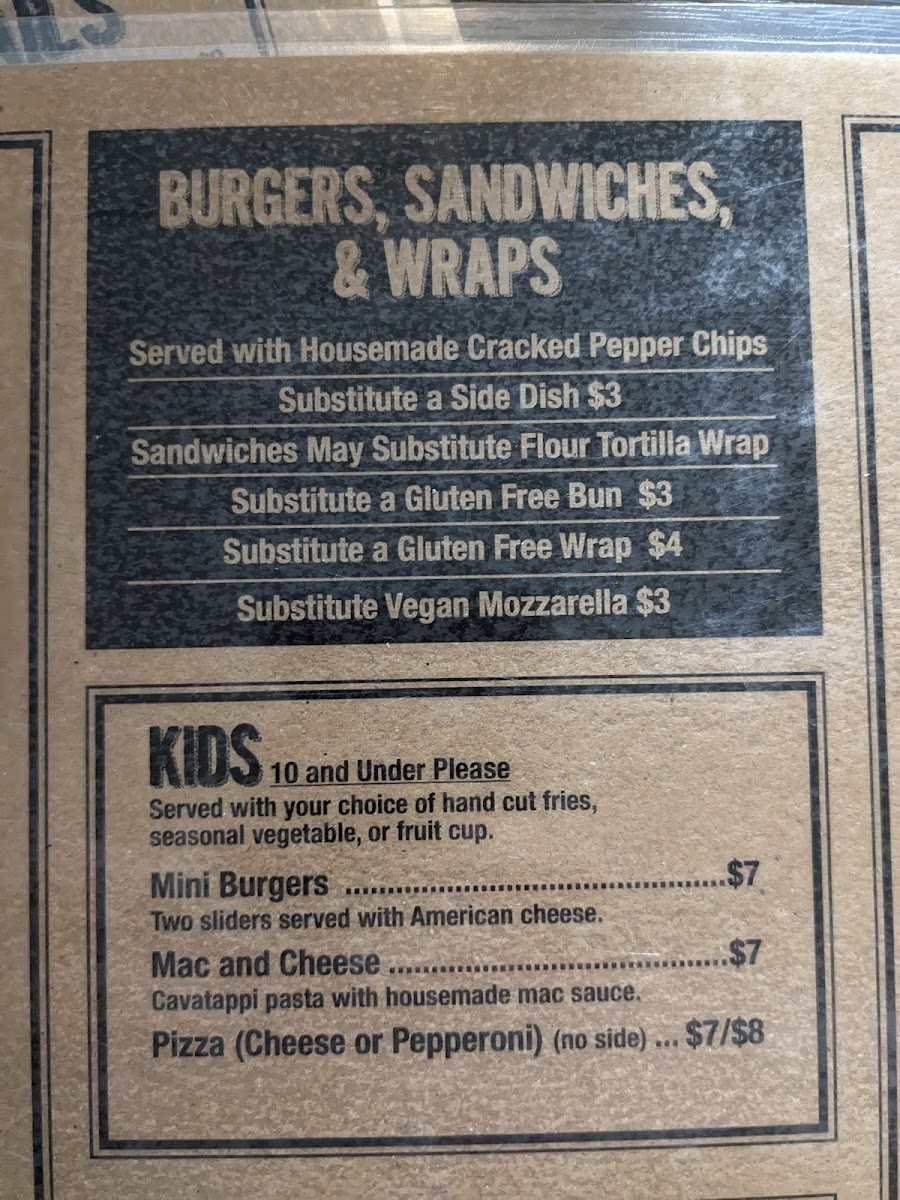 BURGERS, SANDWICHES,
& WRAPS
Served with Housemade Cracked Pepper Chips
Substitute a Side Dish $3
Sandwiches May Substitute Flour Tortilla Wrap
Substitute a Gluten Free Bun $3
Substitute a Gluten Free Wrap $4
Substitute Vegan Mozzarella $3
KIDS 10 and Under Please
Served with your choice of hand cut fries,
seasonal vegetable, or fruit cup.
Mini Burgers ............................................$7
Two sliders served with American cheese.
Mac and Cheese .......................................$7
Cavatappi pasta with housemade mac sauce.
Pizza (Cheese or Pepperoni) (no side) ... $7/$8